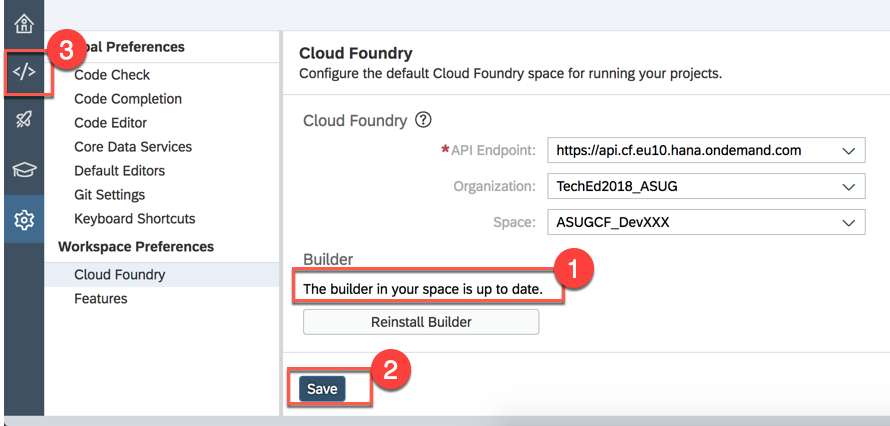 3
bal Preferences
Code Check
Code Completion
Code Editor
Core Data Services
Default Editors
Git Settings
Keyboard Shortcuts
Workspace Preferences
Cloud Foundry
Features
Cloud Foundry
Configure the default Cloud Foundry space for running your projects.
Cloud Foundry ?
*API Endpoint: https://api.cf.eu10.hana.ondemand.com
Organization: TechEd2018_ASUG
Space: ASUGCF_DevXXX
Builder
1
The builder in your space is up to date.
Reinstall Builder
2
Save